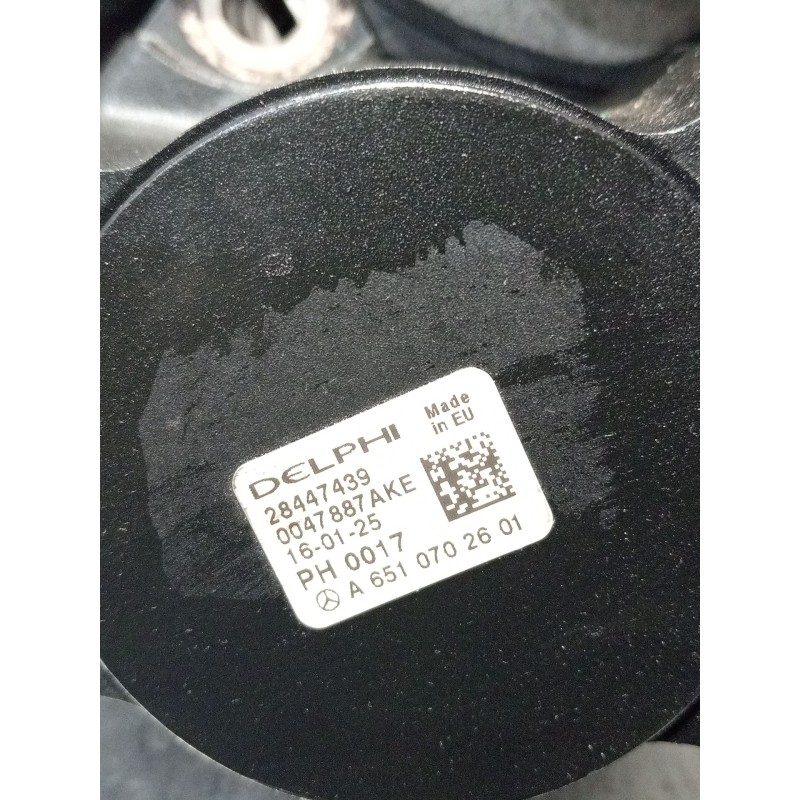 DELPHI
Made
in EU
28447439
0047887AKE
16-01-25
PH 0017
A 651 070 26 01